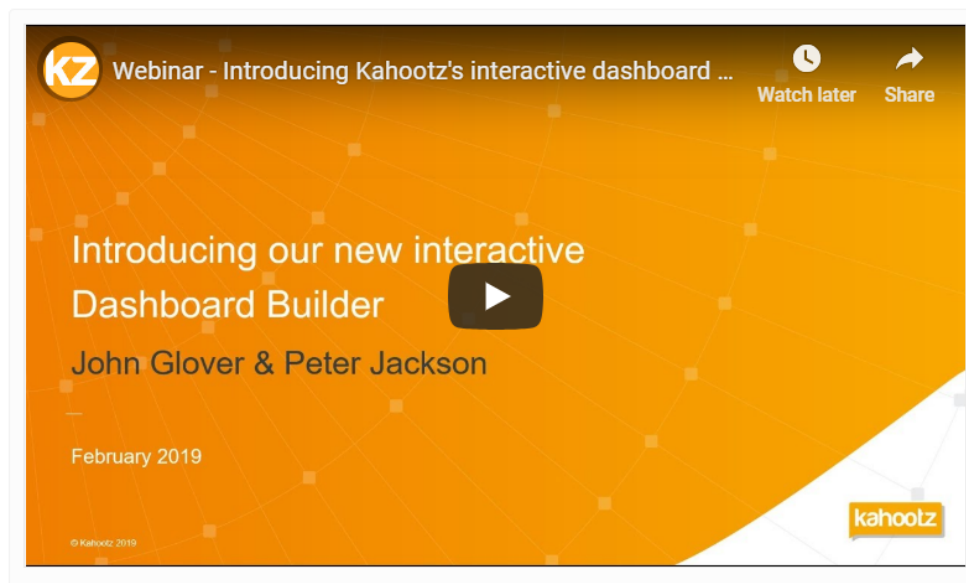 KZ
Webinar - Introducing Kahootz's interactive dashboard ...
Watch later
Share
Introducing our new interactive
Dashboard Builder
John Glover & Peter Jackson
February 2019
© Kahootz 2019
kahootz